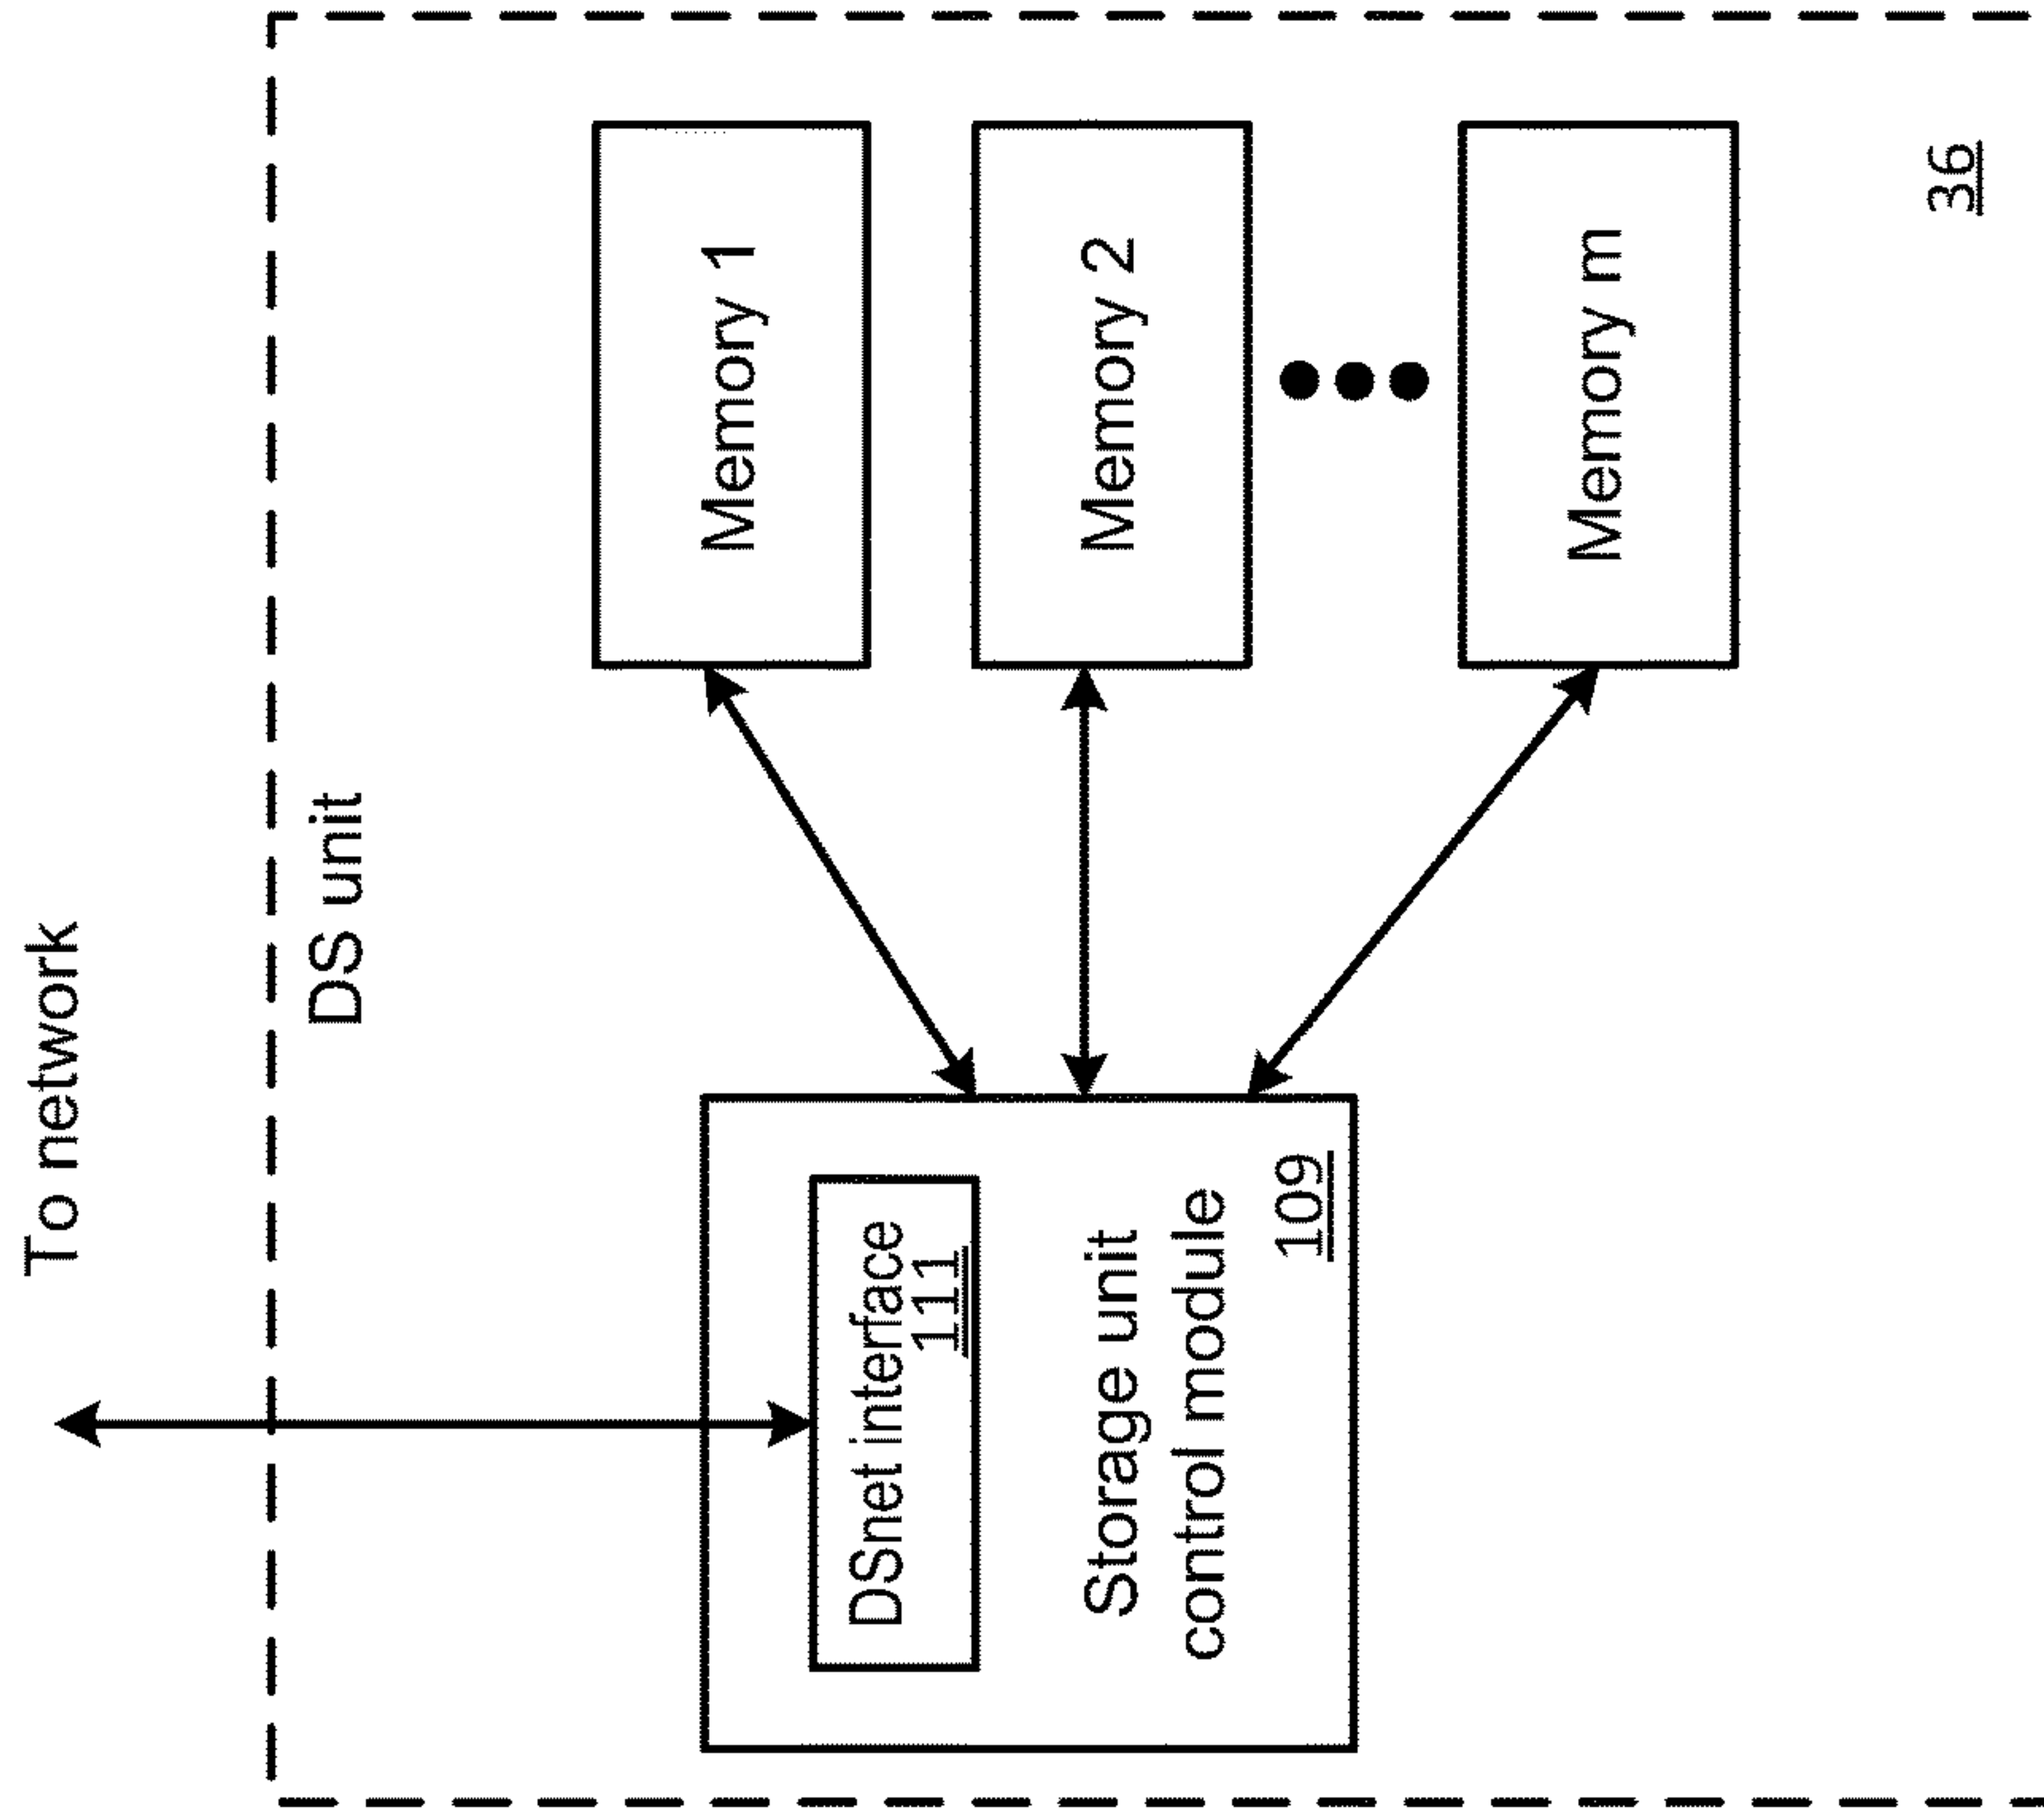 To network
DS unit
DSnet interface
111
Storage unit
control module
109
Memory 1
Memory 2
Memory m
36